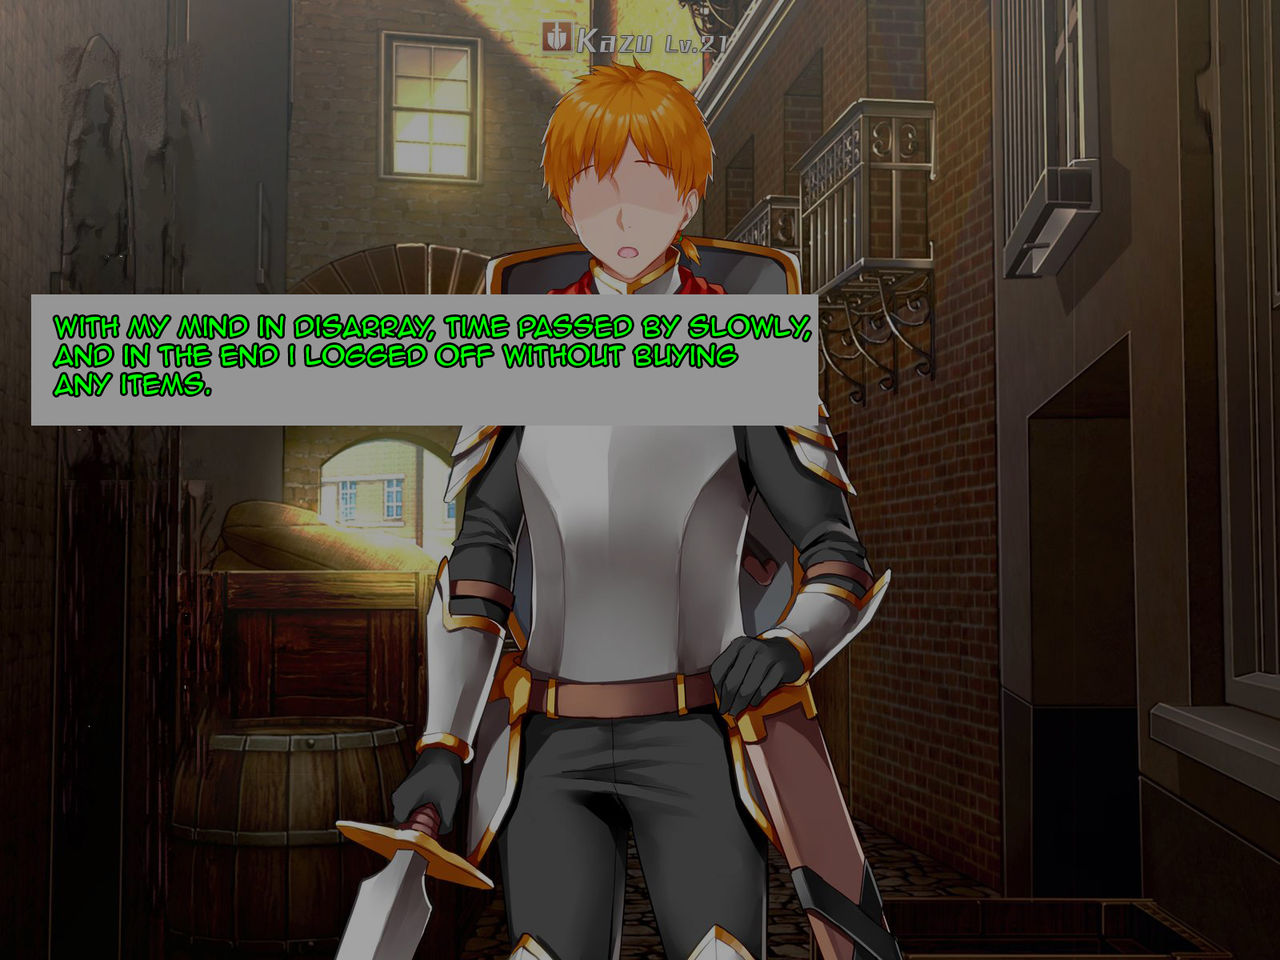 Kazu Lv.21
WITH MY MIND IN DISARRAY, TIME PASSED BY SLOWLY,
AND IN THE END I LOGGED OFF WITHOUT BUYING
ANY ITEMS.